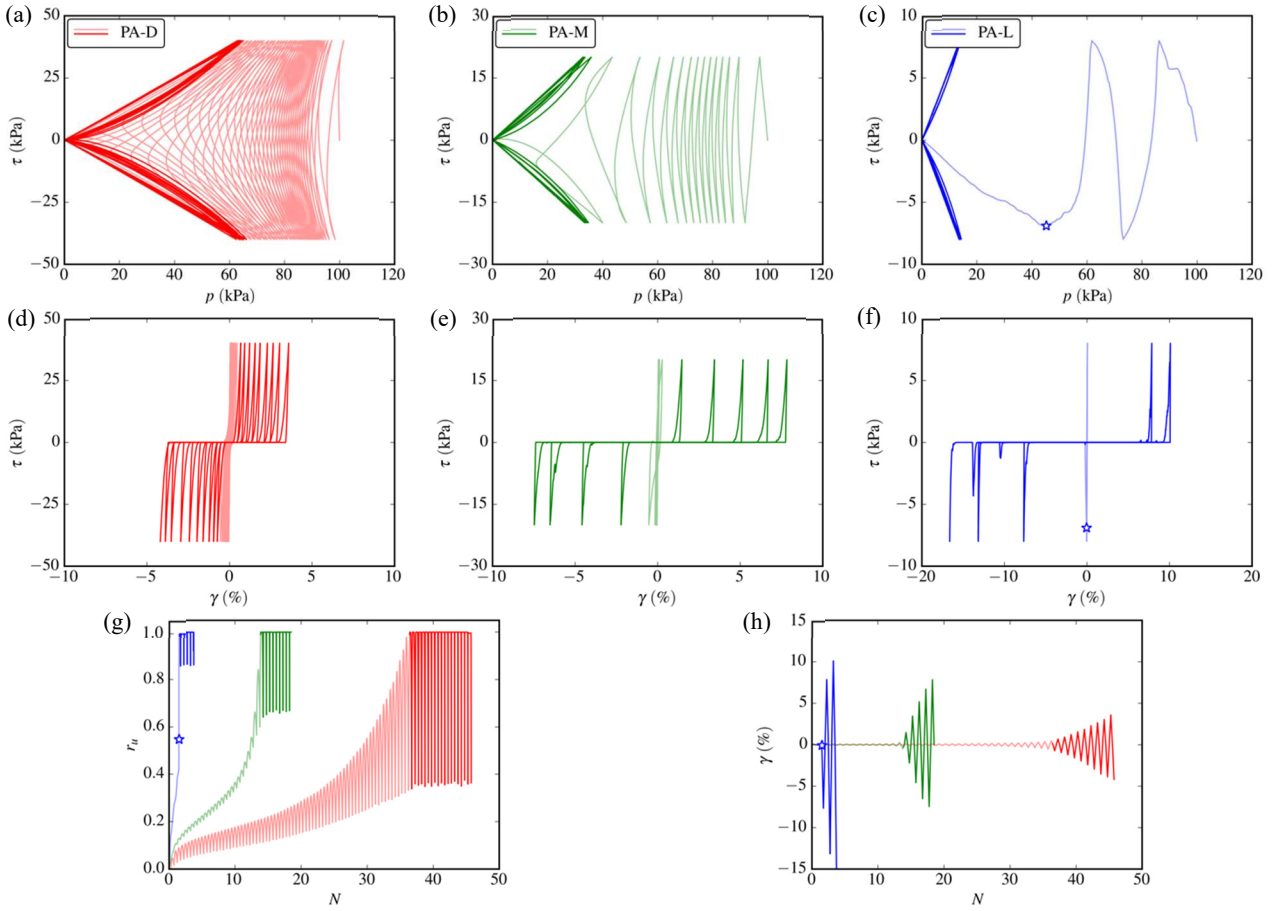 (a)
PA-D
50
25
0
−25
−50
τ (kPa)
0 20 40 60 80 100 120
p (kPa)
(b)
PA-M
30
15
0
−15
−30
τ (kPa)
0 20 40 60 80 100 120
p (kPa)
(c)
PA-L
10
5
0
−5
−10
τ (kPa)
0 20 40 60 80 100 120
p (kPa)
(d)
50
25
0
−25
−50
τ (kPa)
−10 −5 0 5 10
γ (%)
(e)
30
15
0
−15
−30
τ (kPa)
−10 −5 0 5 10
γ (%)
(f)
10
5
0
−5
−10
τ (kPa)
−20 −10 0 10 20
γ (%)
(g)
1.0
0.8
0.6
0.4
0.2
0.0
r_u
0 10 20 30 40 50
N
(h)
15
10
5
0
−5
−10
−15
γ (%)
0 10 20 30 40 50
N